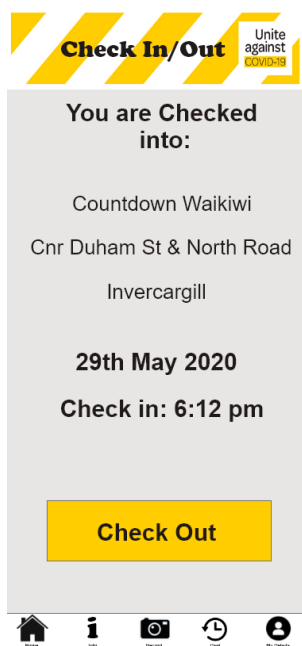 Check In/Out
Unite
against
COVID-19
You are Checked
into:
Countdown Waikiwi
Cnr Duham St & North Road
Invercargill
29th May 2020
Check in: 6:12 pm
Check Out